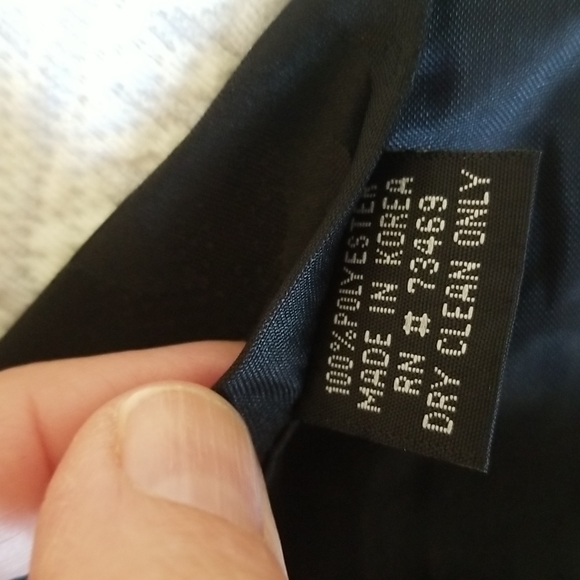 100% POLYESTER
MADE IN KOREA
RN # 73469
DRY CLEAN ONLY